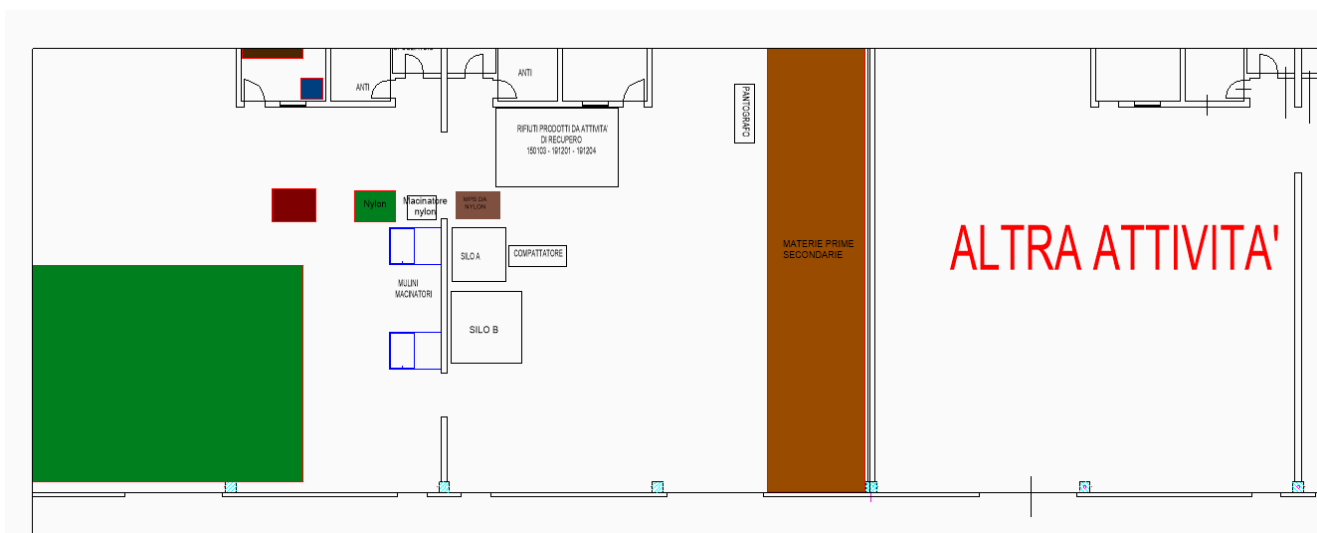 ANTI
ANTI
PANTOGRAFO
RIFIUTI PRODOTTI DA ATTIVITA'
DI RECUPERO
150103 - 191201 - 191204
Nylon
Macinatore
nylon
MPS DA
NYLON
SILO A
COMPATTATORE
MATERIE PRIME
SECONDARIE
ALTRA ATTIVITA'
MULINI
MACINATORI
SILO B